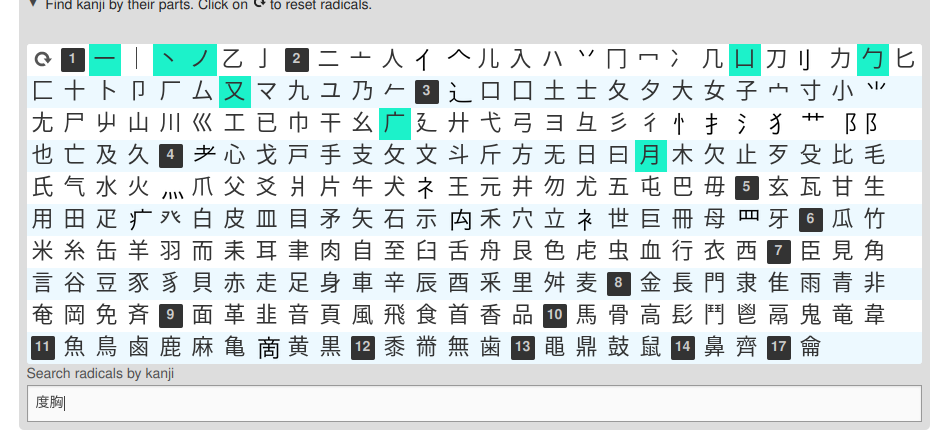 ▼ Find kanji by their parts. Click on ⟳ to reset radicals.
⟳ 1 一 ｜ 丶 ノ 乙 亅 2 二 亠 人 亻 𠆢 儿 入 ハ 丷 冂 冖 冫 几 凵 刀 刂 力 勹 匕
匚 十 卜 卩 厂 厶 又 マ 九 ユ 乃 𠂉 3 ⻌ 口 囗 土 士 夂 夕 大 女 子 宀 寸 小 ⺌
尢 尸 屮 山 川 巛 工 已 巾 干 幺 广 廴 廾 弋 弓 ヨ 彑 彡 彳 忄 扌 氵 犭 艹 ⻏ ⻖
也 亡 及 久 4 耂 心 戈 戸 手 支 攵 文 斗 斤 方 无 日 曰 月 木 欠 止 歹 殳 比 毛
氏 气 水 火 灬 爪 父 爻 爿 片 牛 犬 礻 王 元 井 勿 尤 五 屯 巴 毋 5 玄 瓦 甘 生
用 田 疋 疒 癶 白 皮 皿 目 矛 矢 石 示 禸 禾 穴 立 衤 世 巨 冊 母 罒 牙 6 瓜 竹
米 糸 缶 羊 羽 而 耒 耳 聿 肉 自 至 臼 舌 舟 艮 色 虍 虫 血 行 衣 西 7 臣 見 角
言 谷 豆 豕 豸 貝 赤 走 足 身 車 辛 辰 酉 釆 里 舛 麦 8 金 長 門 隶 隹 雨 青 非
奄 岡 免 斉 9 面 革 韭 音 頁 風 飛 食 首 香 品 10 馬 骨 高 髟 鬥 鬯 鬲 鬼 竜 韋
11 魚 鳥 鹵 鹿 麻 亀 啇 黄 黒 12 黍 黹 無 歯 13 黽 鼎 鼓 鼠 14 鼻 齊 17 龠
Search radicals by kanji
度胸